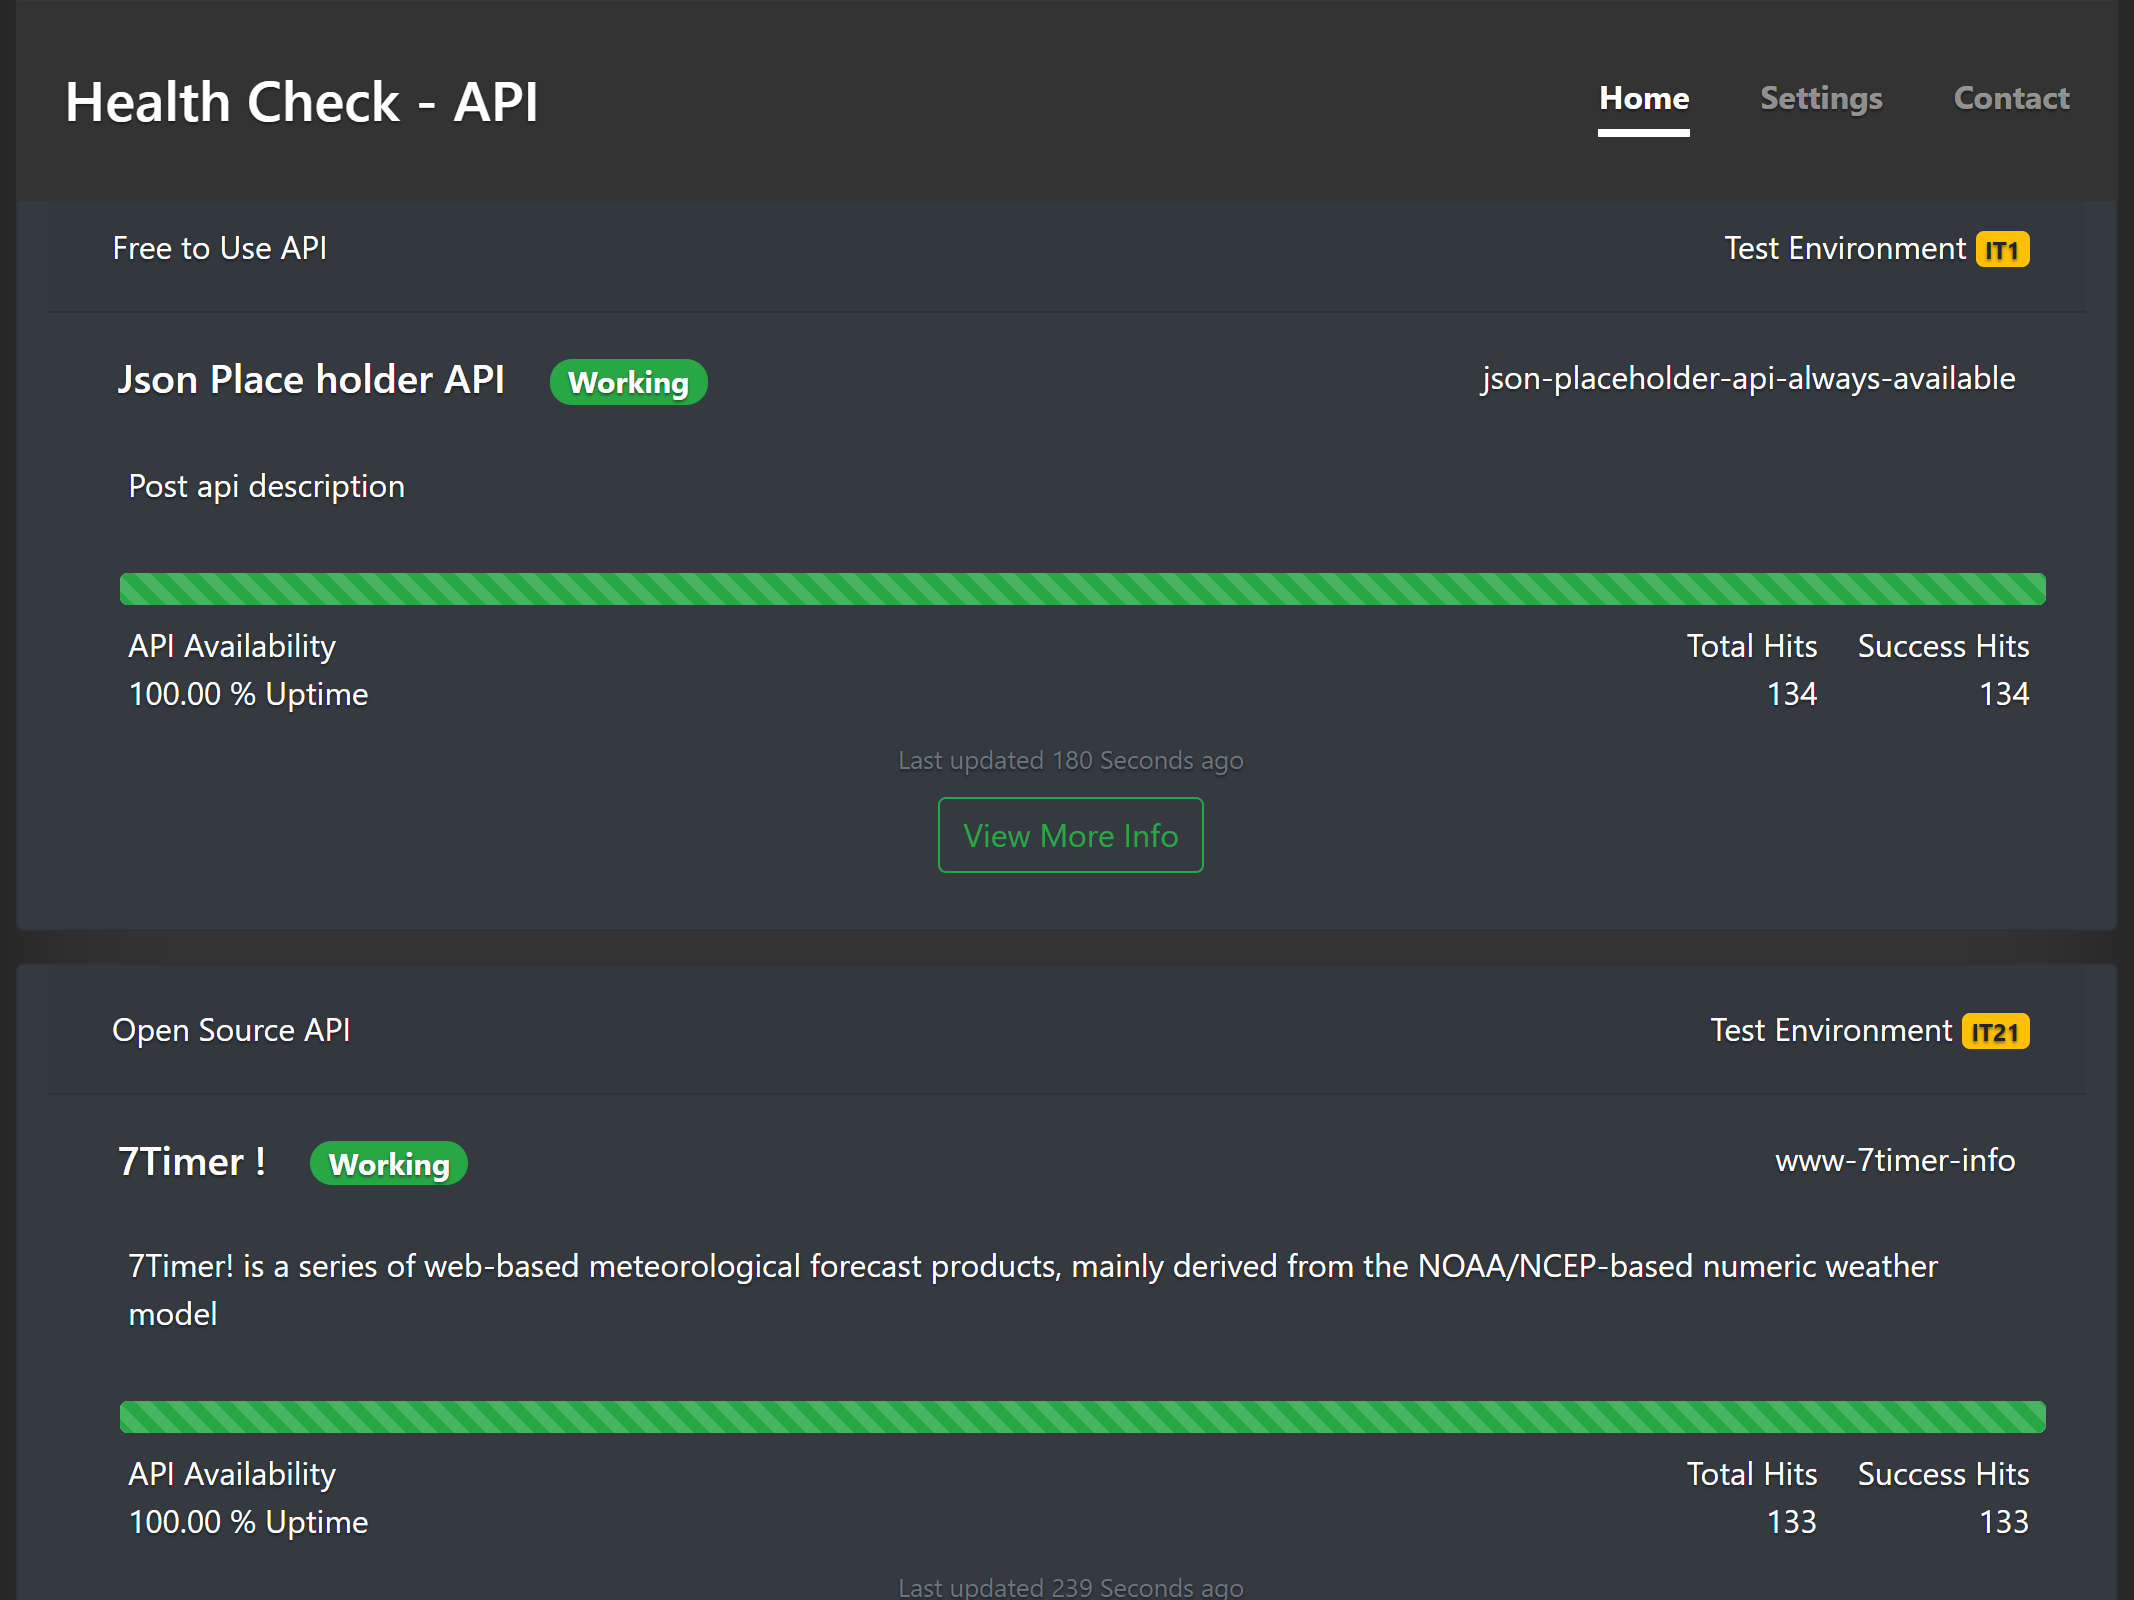 Health Check - API
Home Settings Contact
Free to Use API
Test Environment IT1
Json Place holder API Working
json-placeholder-api-always-available
Post api description
API Availability
100.00 % Uptime
Total Hits Success Hits
134 134
Last updated 180 Seconds ago
View More Info
Open Source API
Test Environment IT21
7Timer ! Working
www-7timer-info
7Timer! is a series of web-based meteorological forecast products, mainly derived from the NOAA/NCEP-based numeric weather
model
API Availability
100.00 % Uptime
Total Hits Success Hits
133 133
Last updated 239 Seconds ago